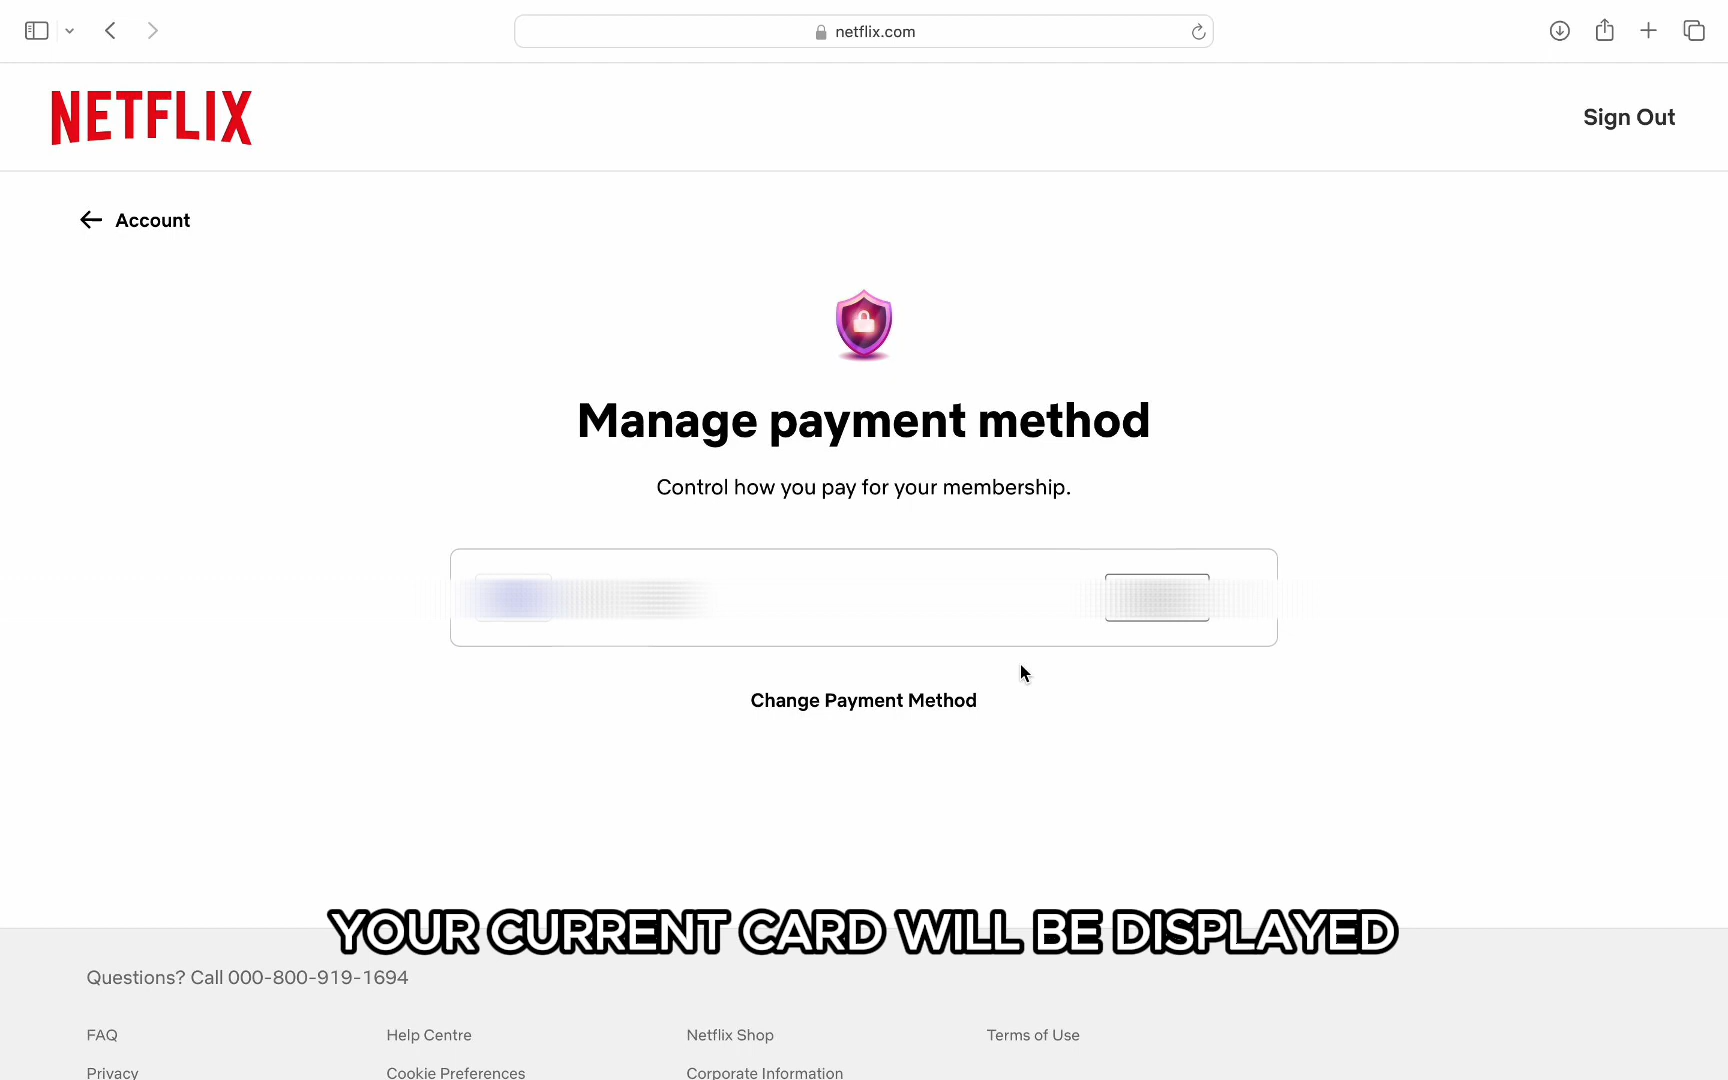 netflix.com
NETFLIX
Sign Out
Account
Manage payment method
Control how you pay for your membership.
Change Payment Method
YOUR CURRENT CARD WILL BE DISPLAYED
Questions? Call 000-800-919-1694
FAQ
Help Centre
Netflix Shop
Terms of Use
Privacy
Cookie Preferences
Corporate Information